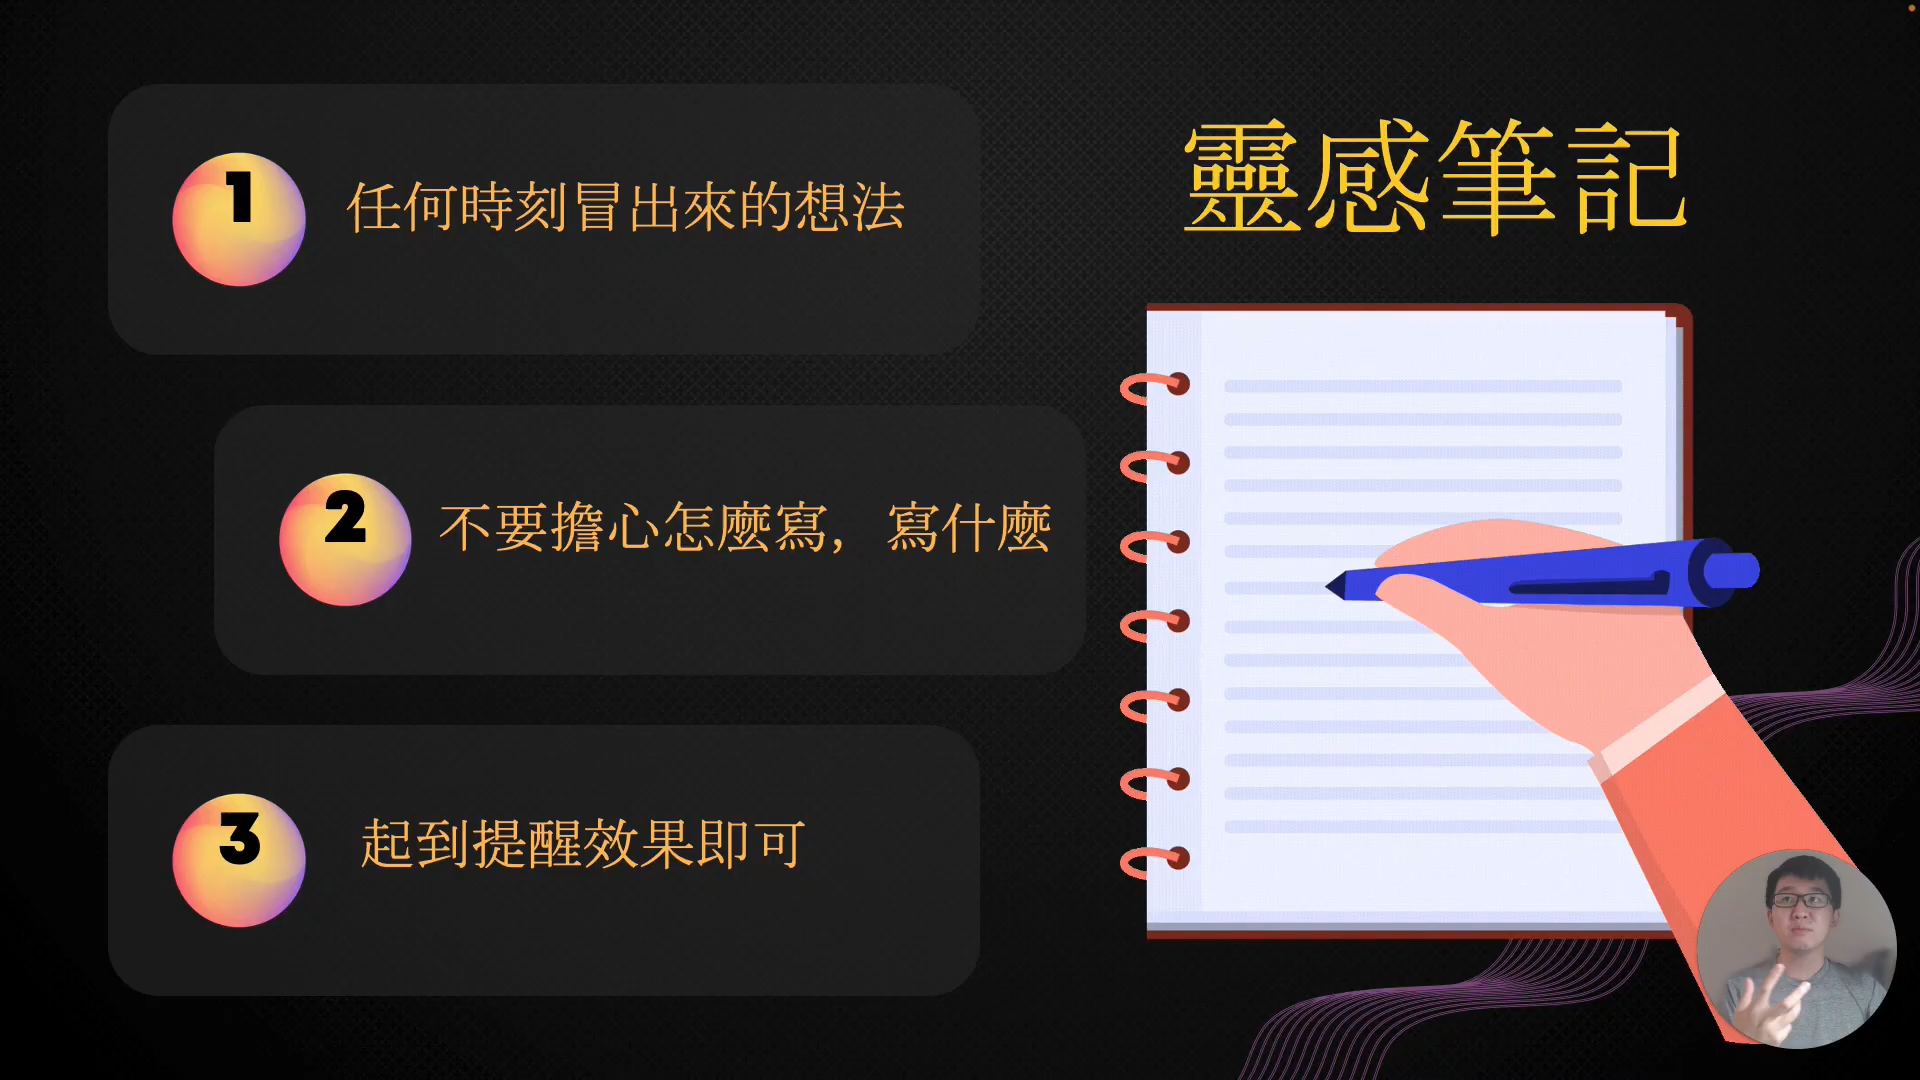 靈感筆記
1
任何時刻冒出來的想法
2
不要擔心怎麼寫，寫什麼
3
起到提醒效果即可